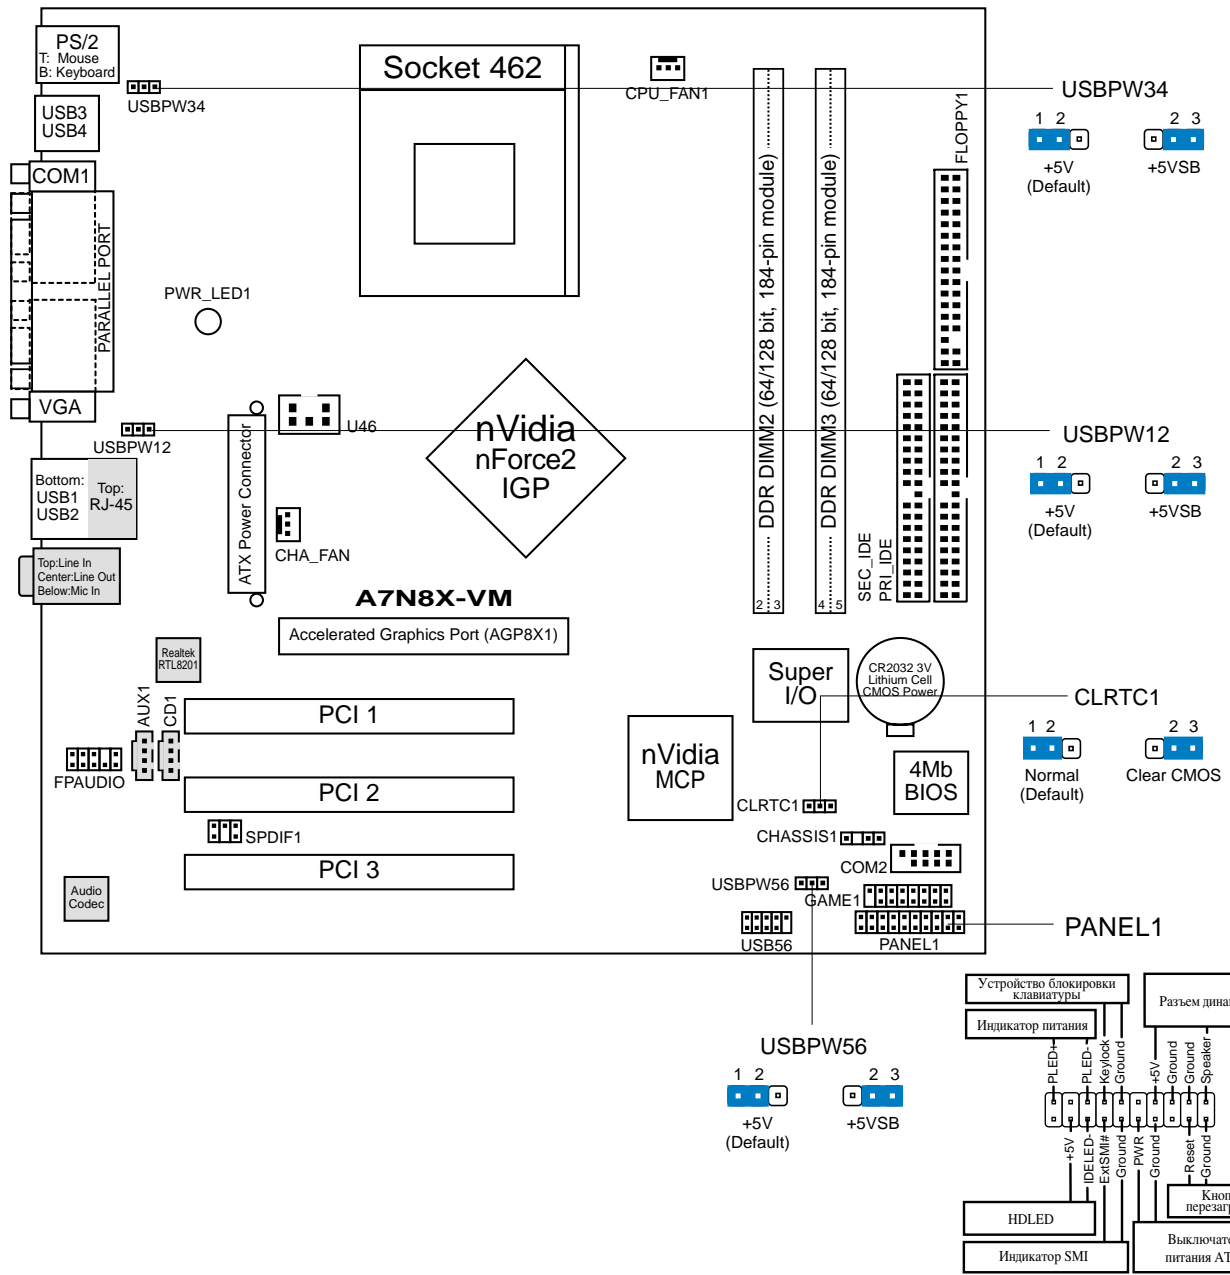 PS/2
T: Mouse
B: Keyboard
USBPW34
USB3
USB4
COM1
PARALLEL PORT
VGA
PWR_LED1
Socket 462
CPU_FAN1
DDR DIMM2 (64/128 bit, 184-pin module)
2 3
DDR DIMM3 (64/128 bit, 184-pin module)
4 5
FLOPPY1
USBPW34
1 2
2 3
+5V
(Default)
+5VSB
USBPW12
U46
nVidia
nForce2
IGP
ATX Power Connector
CHA_FAN
Bottom:
USB1
USB2
Top:
RJ-45
Top:Line In
Center:Line Out
Below:Mic In
SEC_IDE
PRI_IDE
USBPW12
1 2
2 3
+5V
(Default)
+5VSB
A7N8X-VM
Accelerated Graphics Port (AGP8X1)
Realtek
RTL8201
AUX1
CD1
FPAUDIO
PCI 1
PCI 2
SPDIF1
PCI 3
Audio
Codec
Super
I/O
CR2032 3V
Lithium Cell
CMOS Power
nVidia
MCP
4Mb
BIOS
CLRTC1
CHASSIS1
COM2
USBPW56
GAME1
USB56
PANEL1
CLRTC1
1 2
2 3
Normal
(Default)
Clear CMOS
PANEL1
USBPW56
1 2
2 3
+5V
(Default)
+5VSB
Устройство блокировки
клавиатуры
Индикатор питания
Разъем
PLED+
PLED-
Keylock
Ground
+5V
Ground
Ground
Speaker
+5V
IDELED-
ExtSMI#
Ground
PWR
Ground
Reset
Ground
HDLED
Индикатор SMI
питания